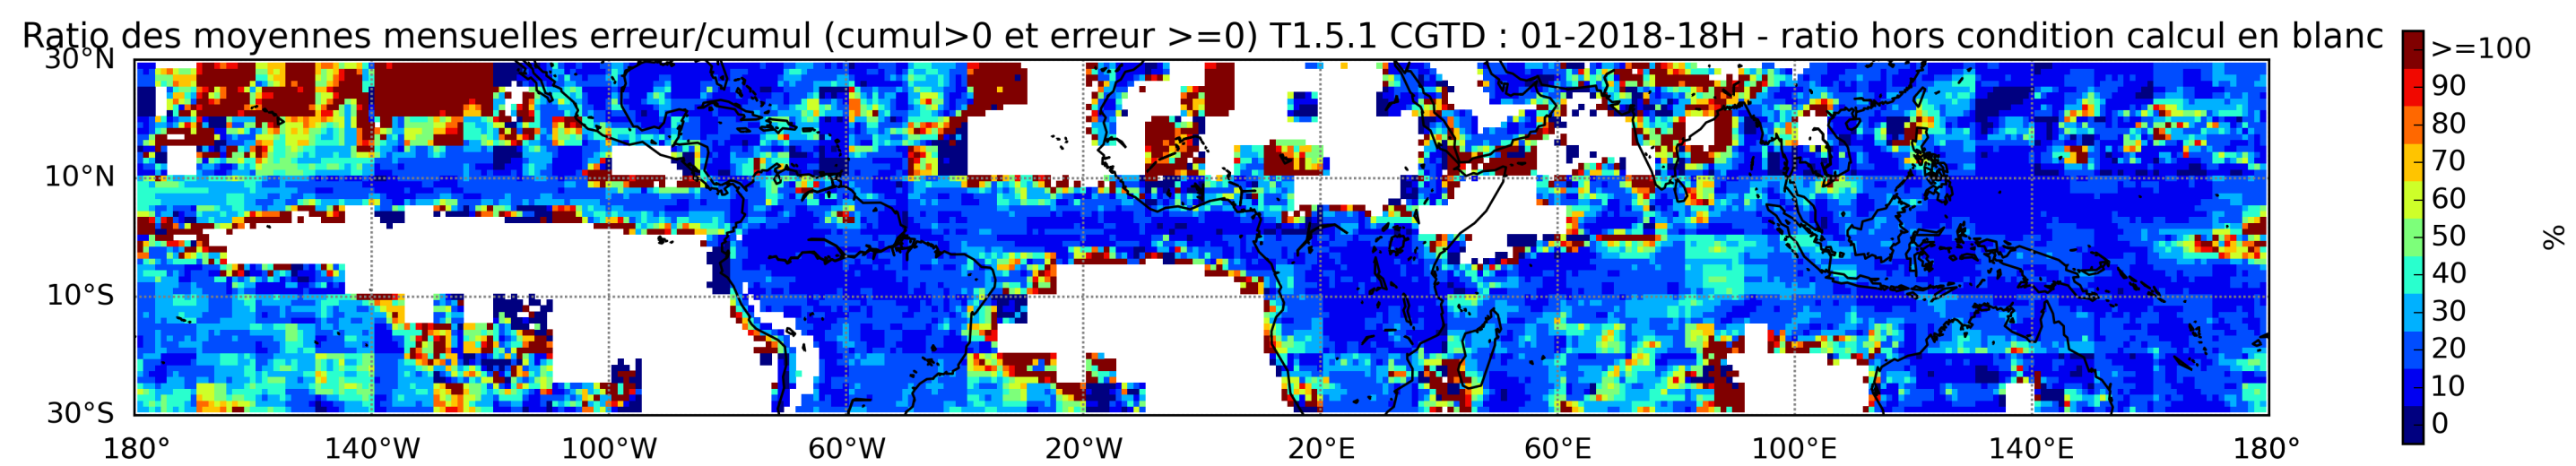 Ratio des moyennes mensuelles erreur/cumul (cumul>0 et erreur >=0) T1.5.1 CGTD : 01-2018-18H - ratio hors condition calcul en blanc
30°N
10°N
10°S
30°S
180° 140°W 100°W 60°W 20°W 20°E 60°E 100°E 140°E 180°
>=100
90
80
70
60
50
40
30
20
10
0
%